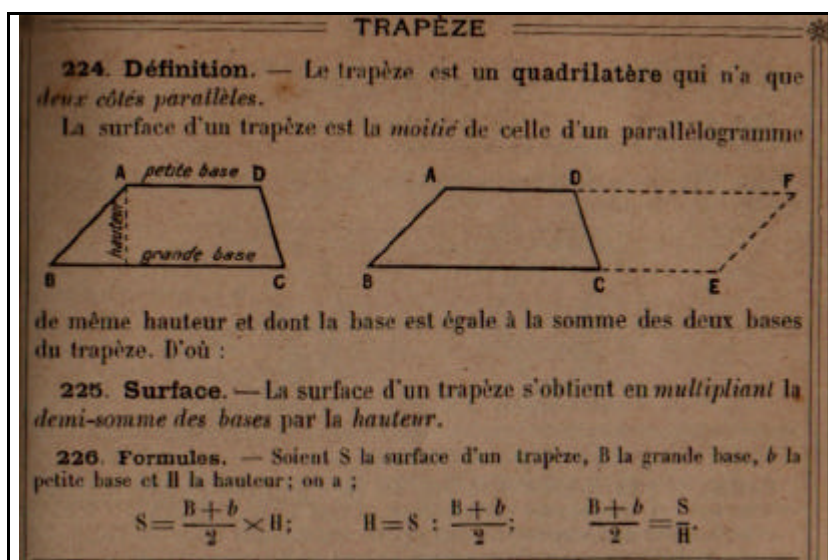 TRAPÈZE
224. Définition. — Le trapèze est un quadrilatère qui n'a que
deux côtés parallèles.
La surface d'un trapèze est la moitié de celle d'un parallélogramme
A petite base D
hauteur
grande base
B C
A D F
B C E
de même hauteur et dont la base est égale à la somme des deux bases
du trapèze. D'où :
225. Surface. — La surface d'un trapèze s'obtient en multipliant la
demi-somme des bases par la hauteur.
226. Formules. — Soient S la surface d'un trapèze, B la grande base, b la
petite base et H la hauteur ; on a ;
S = (B + b)/2 × H; H = S : (B + b)/2; (B + b)/2 = S/H.